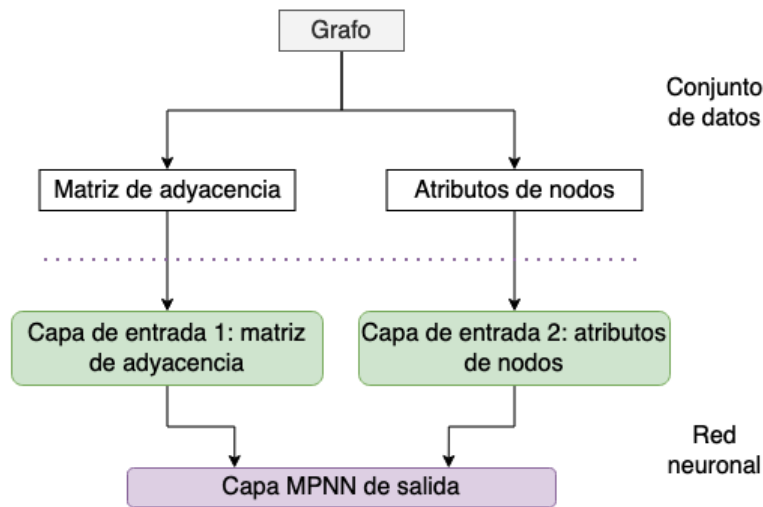 Grafo
Conjunto
de datos
Matriz de adyacencia
Atributos de nodos
Capa de entrada 1: matriz
de adyacencia
Capa de entrada 2: atributos
de nodos
Red
neuronal
Capa MPNN de salida